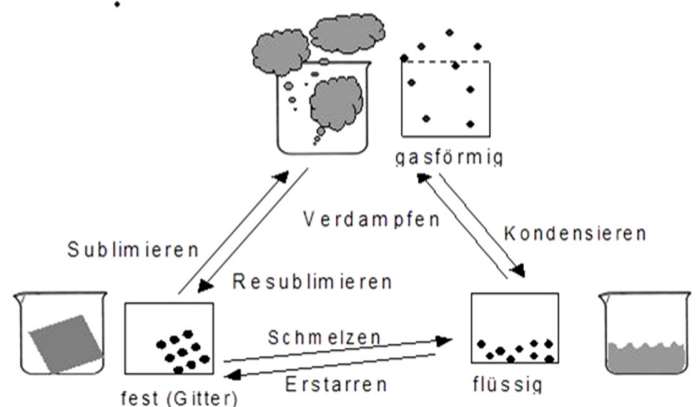 gasförmig
Verdampfen
Kondensieren
Sublimieren
Resublimieren
Schmelzen
Erstarren
fest (Gitter)
flüssig